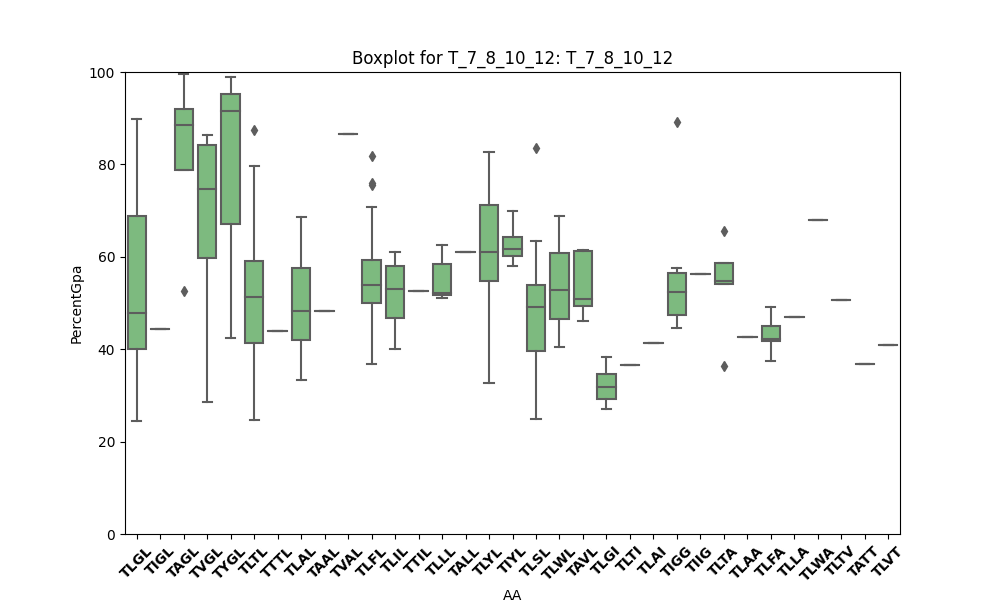 Boxplot for T_7_8_10_12: T_7_8_10_12
100
80
60
40
20
0
PercentGpa
TLGL TIGL TAGL TVGL TYGL TLTL TTTL TLAL TAAL TVAL TLFL TLIL TTIL TLLL TALL TLYL TIYL TLSL TLWL TAVL TLGI TLTI TLAI TIGG TIIG TLTA TLAA TLFA TLLA TLWA TLTV TATT TLVT
AA